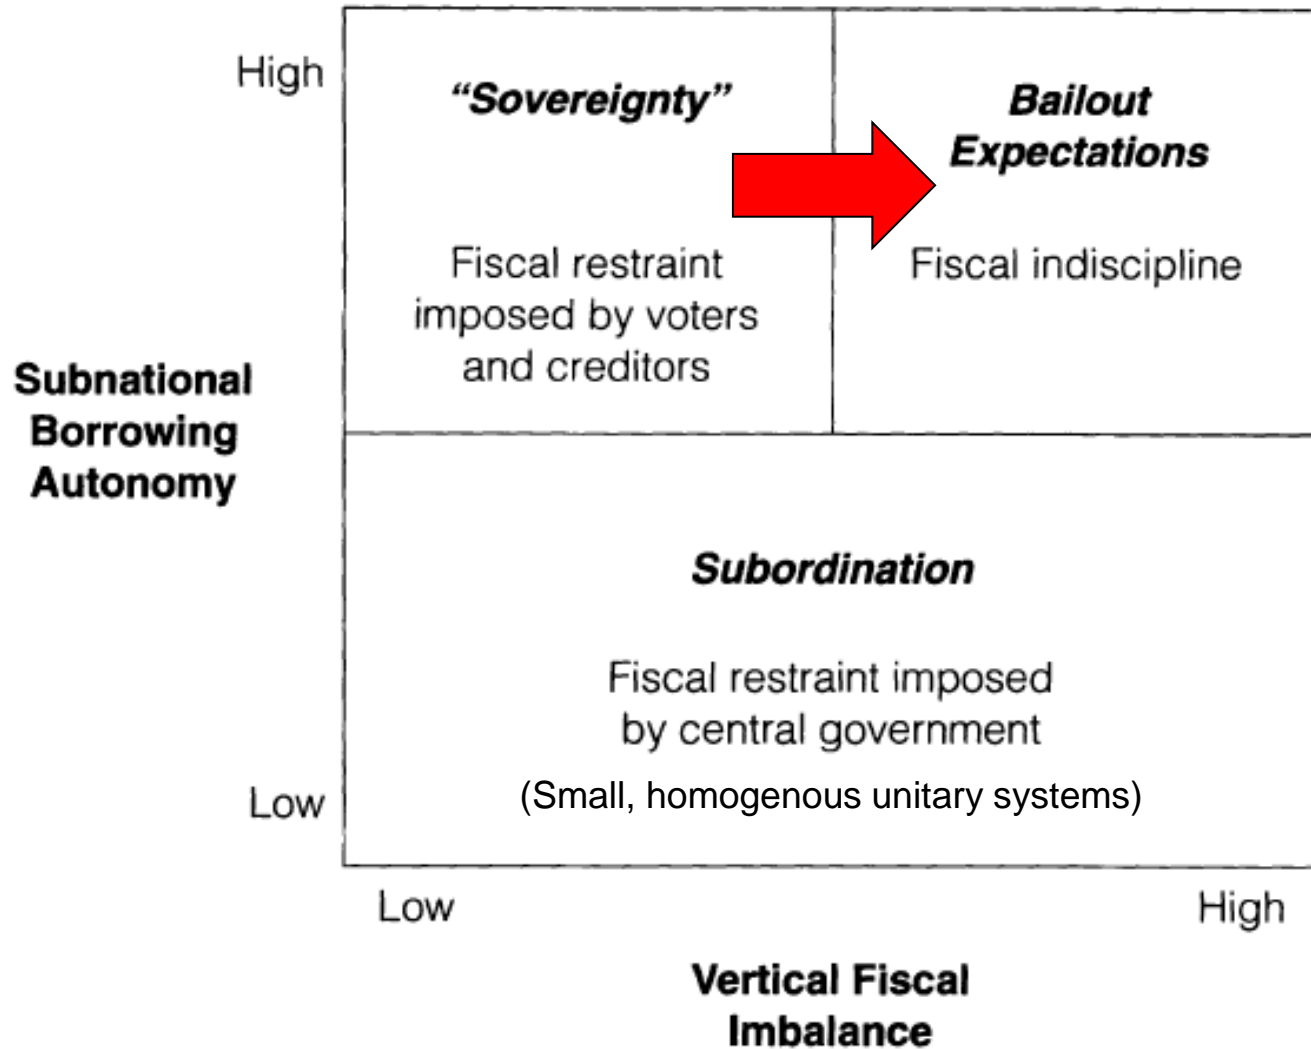 High
“Sovereignty”
Bailout
Expectations
Fiscal restraint
imposed by voters
and creditors
Fiscal indiscipline
Subnational
Borrowing
Autonomy
Subordination
Fiscal restraint imposed
by central government
(Small, homogenous unitary systems)
Low
Low
High
Vertical Fiscal
Imbalance